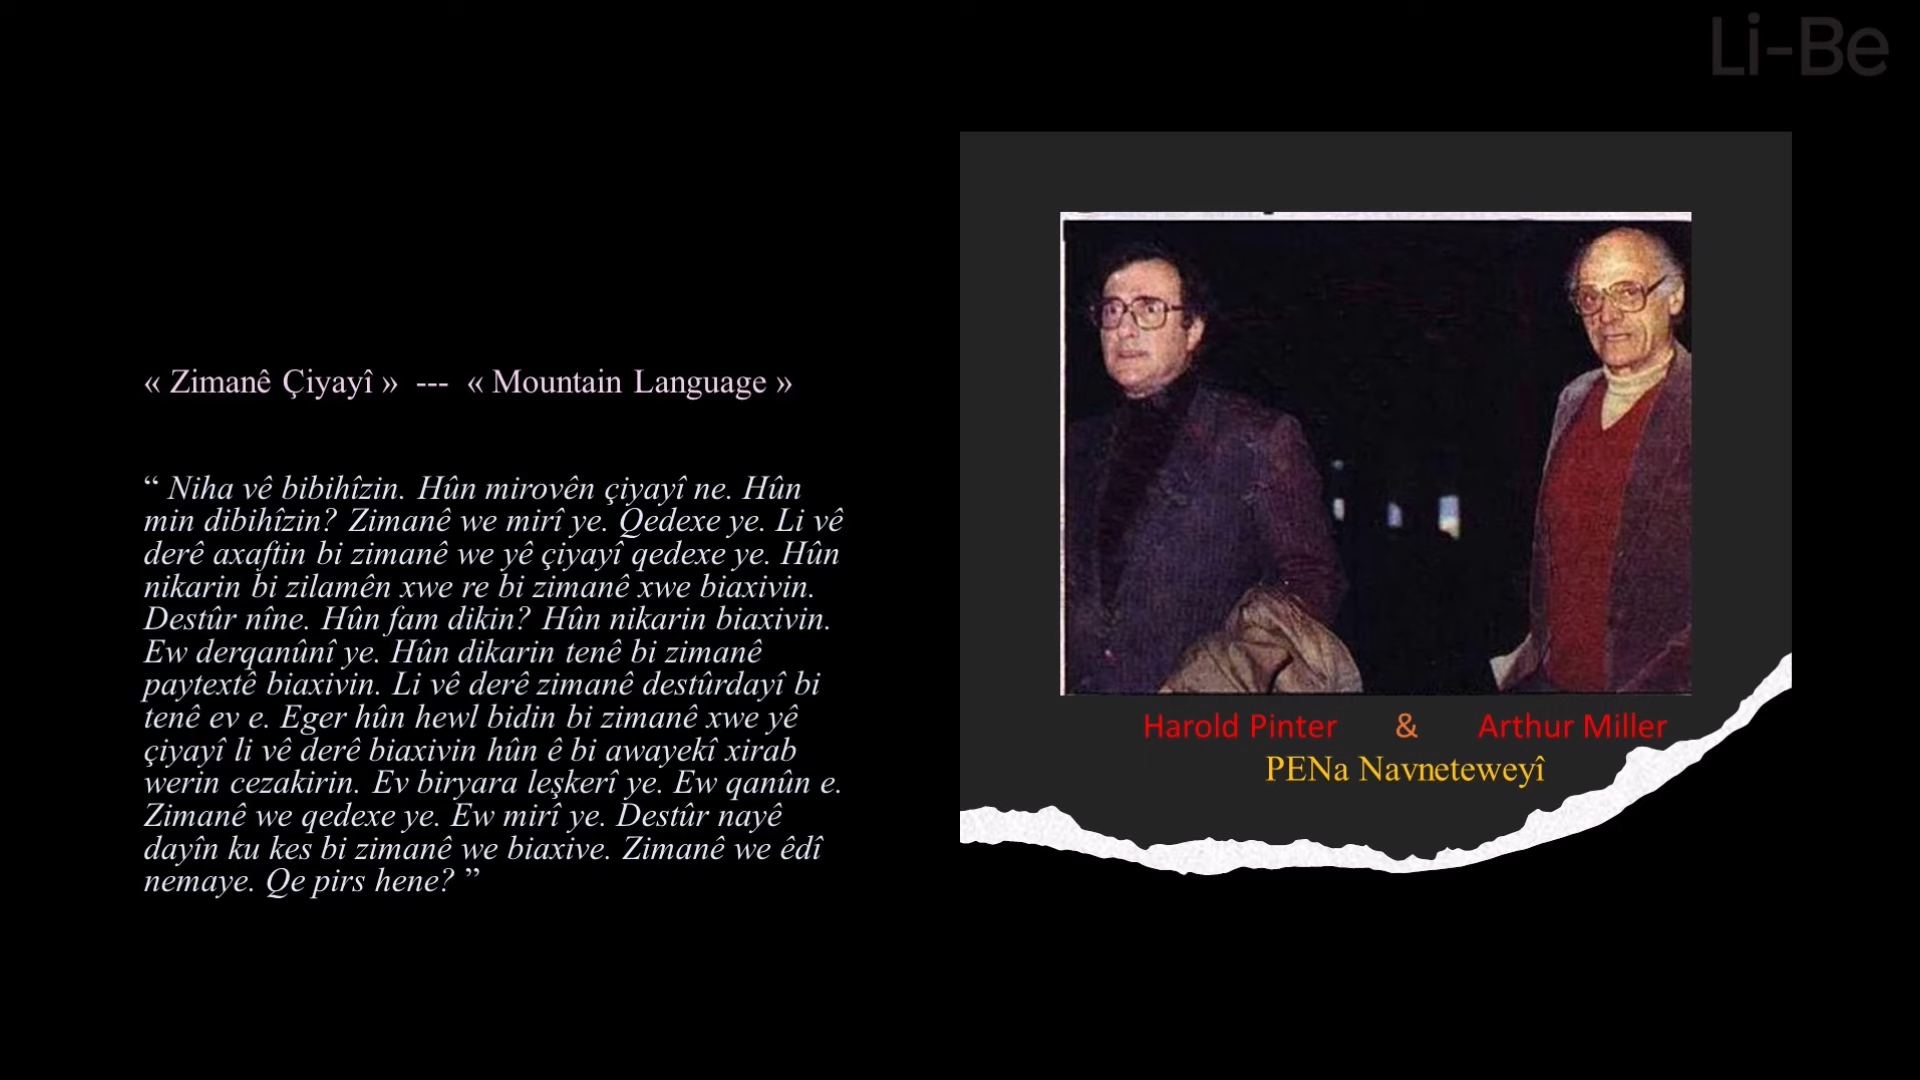 Li-Be
« Zimanê Çiyayî » --- « Mountain Language »
“ Niha vê bibihîzin. Hûn mirovên çiyayî ne. Hûn
min dibihîzin? Zimanê we mirî ye. Qedexe ye. Li vê
derê axaftin bi zimanê we yê çiyayî qedexe ye. Hûn
nikarin bi zilamên xwe re bi zimanê xwe biaxivin.
Destûr nîne. Hûn fam dikin? Hûn nikarin biaxivin.
Ew derqanûnî ye. Hûn dikarin tenê bi zimanê
paytextê biaxivin. Li vê derê zimanê destûrdayî bi
tenê ev e. Eger hûn hewl bidin bi zimanê xwe yê
çiyayî li vê derê biaxivin hûn ê bi awayekî xirab
werin cezakirin. Ev biryara leşkerî ye. Ew qanûn e.
Zimanê we qedexe ye. Ew mirî ye. Destûr nayê
dayîn ku kes bi zimanê we biaxive. Zimanê we êdî
nemaye. Qe pirs hene? ”
Harold Pinter & Arthur Miller
PENa Navneteweyî